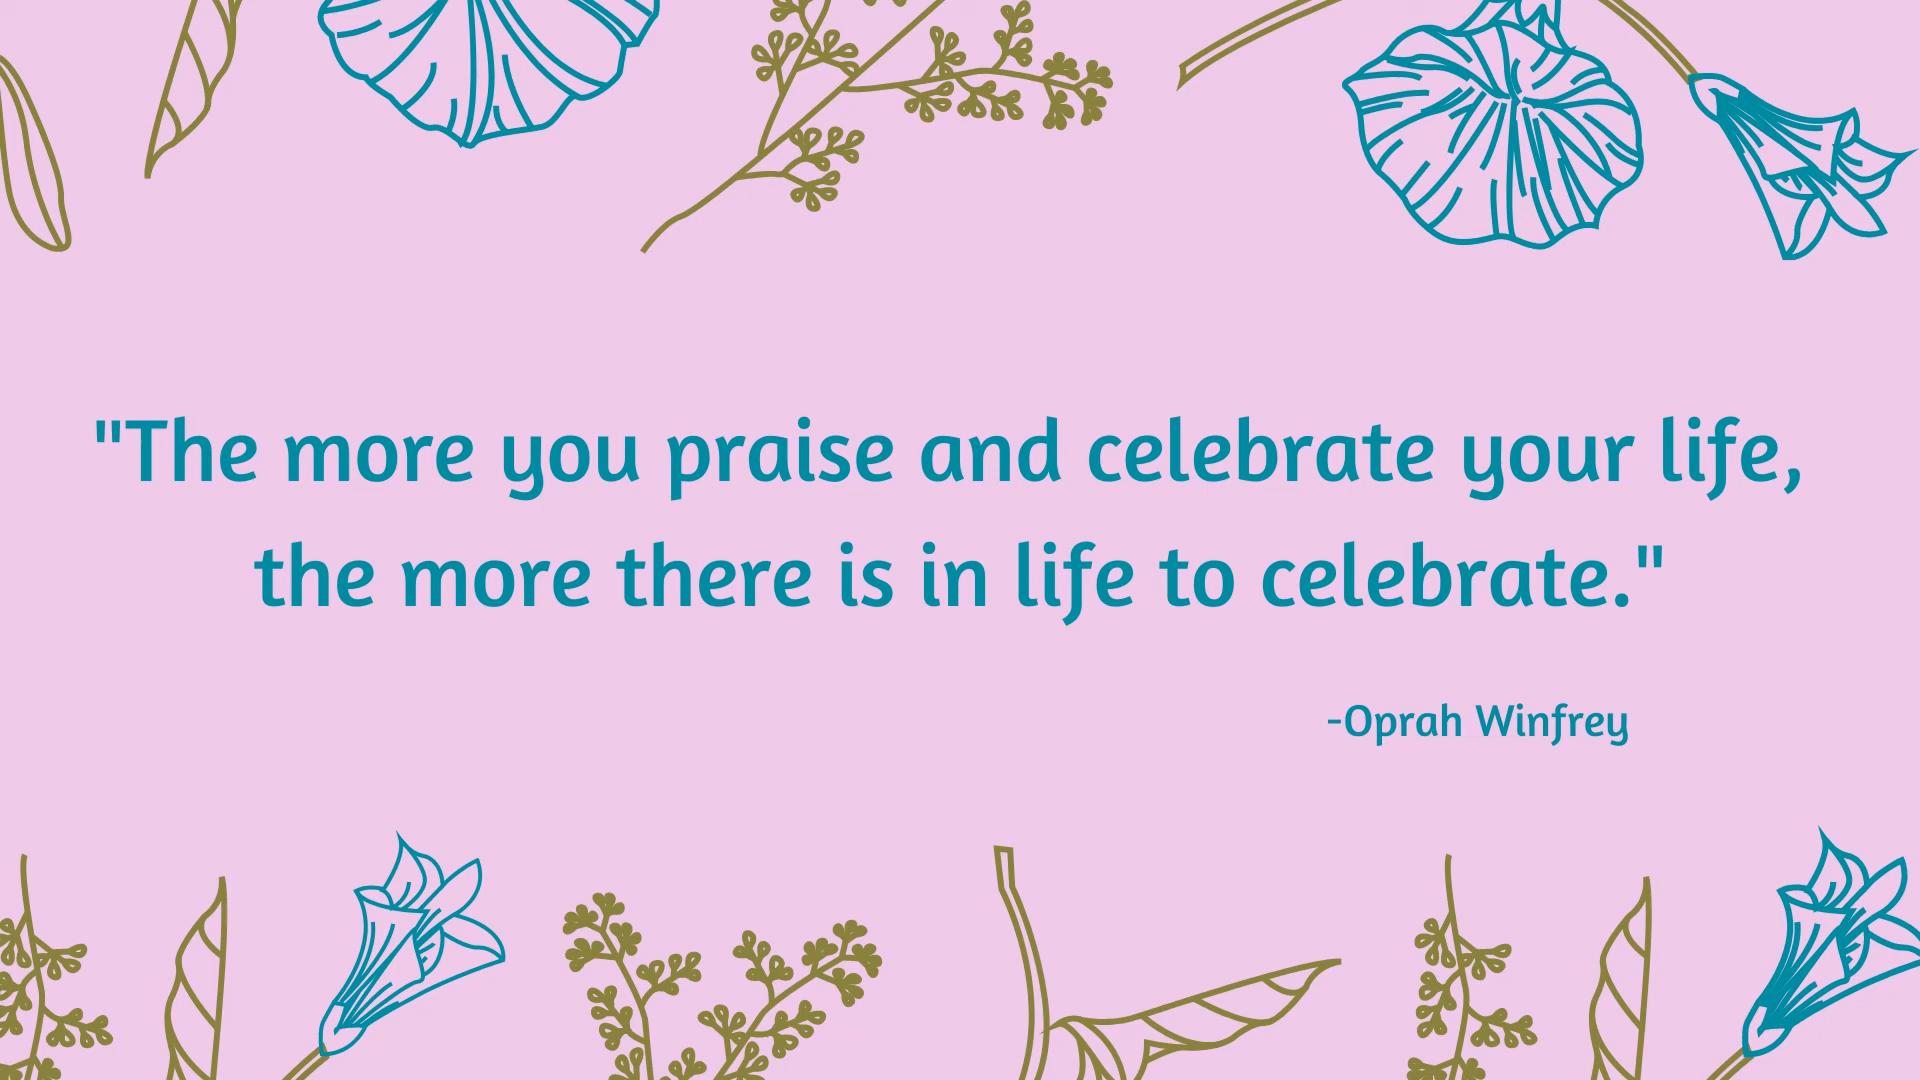 "The more you praise and celebrate your life,
the more there is in life to celebrate."
-Oprah Winfrey